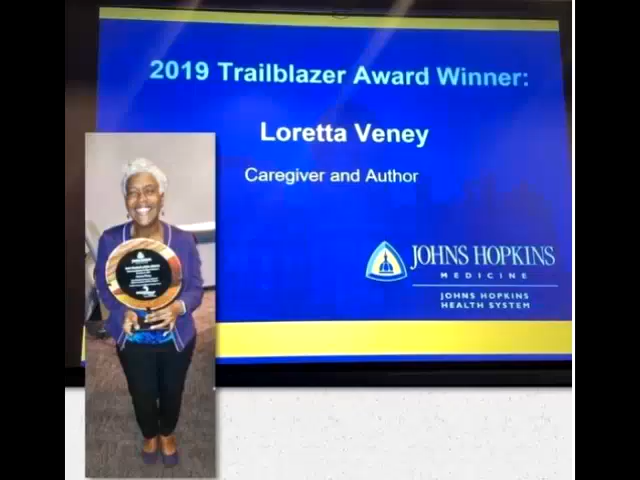 2019 Trailblazer Award Winner:
Loretta Veney
Caregiver and Author
JOHNS HOPKINS
MEDICINE
JOHNS HOPKINS
HEALTH SYSTEM